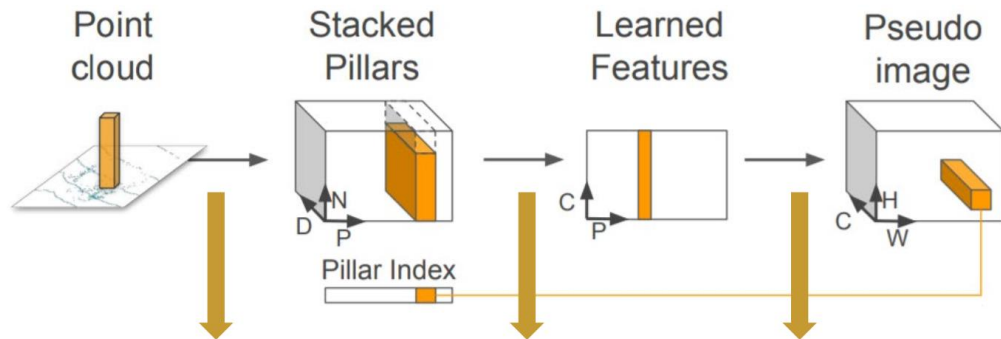 Point
cloud
Stacked
Pillars
Learned
Features
Pseudo
image
N
D
P
C
P
H
C
W
Pillar Index